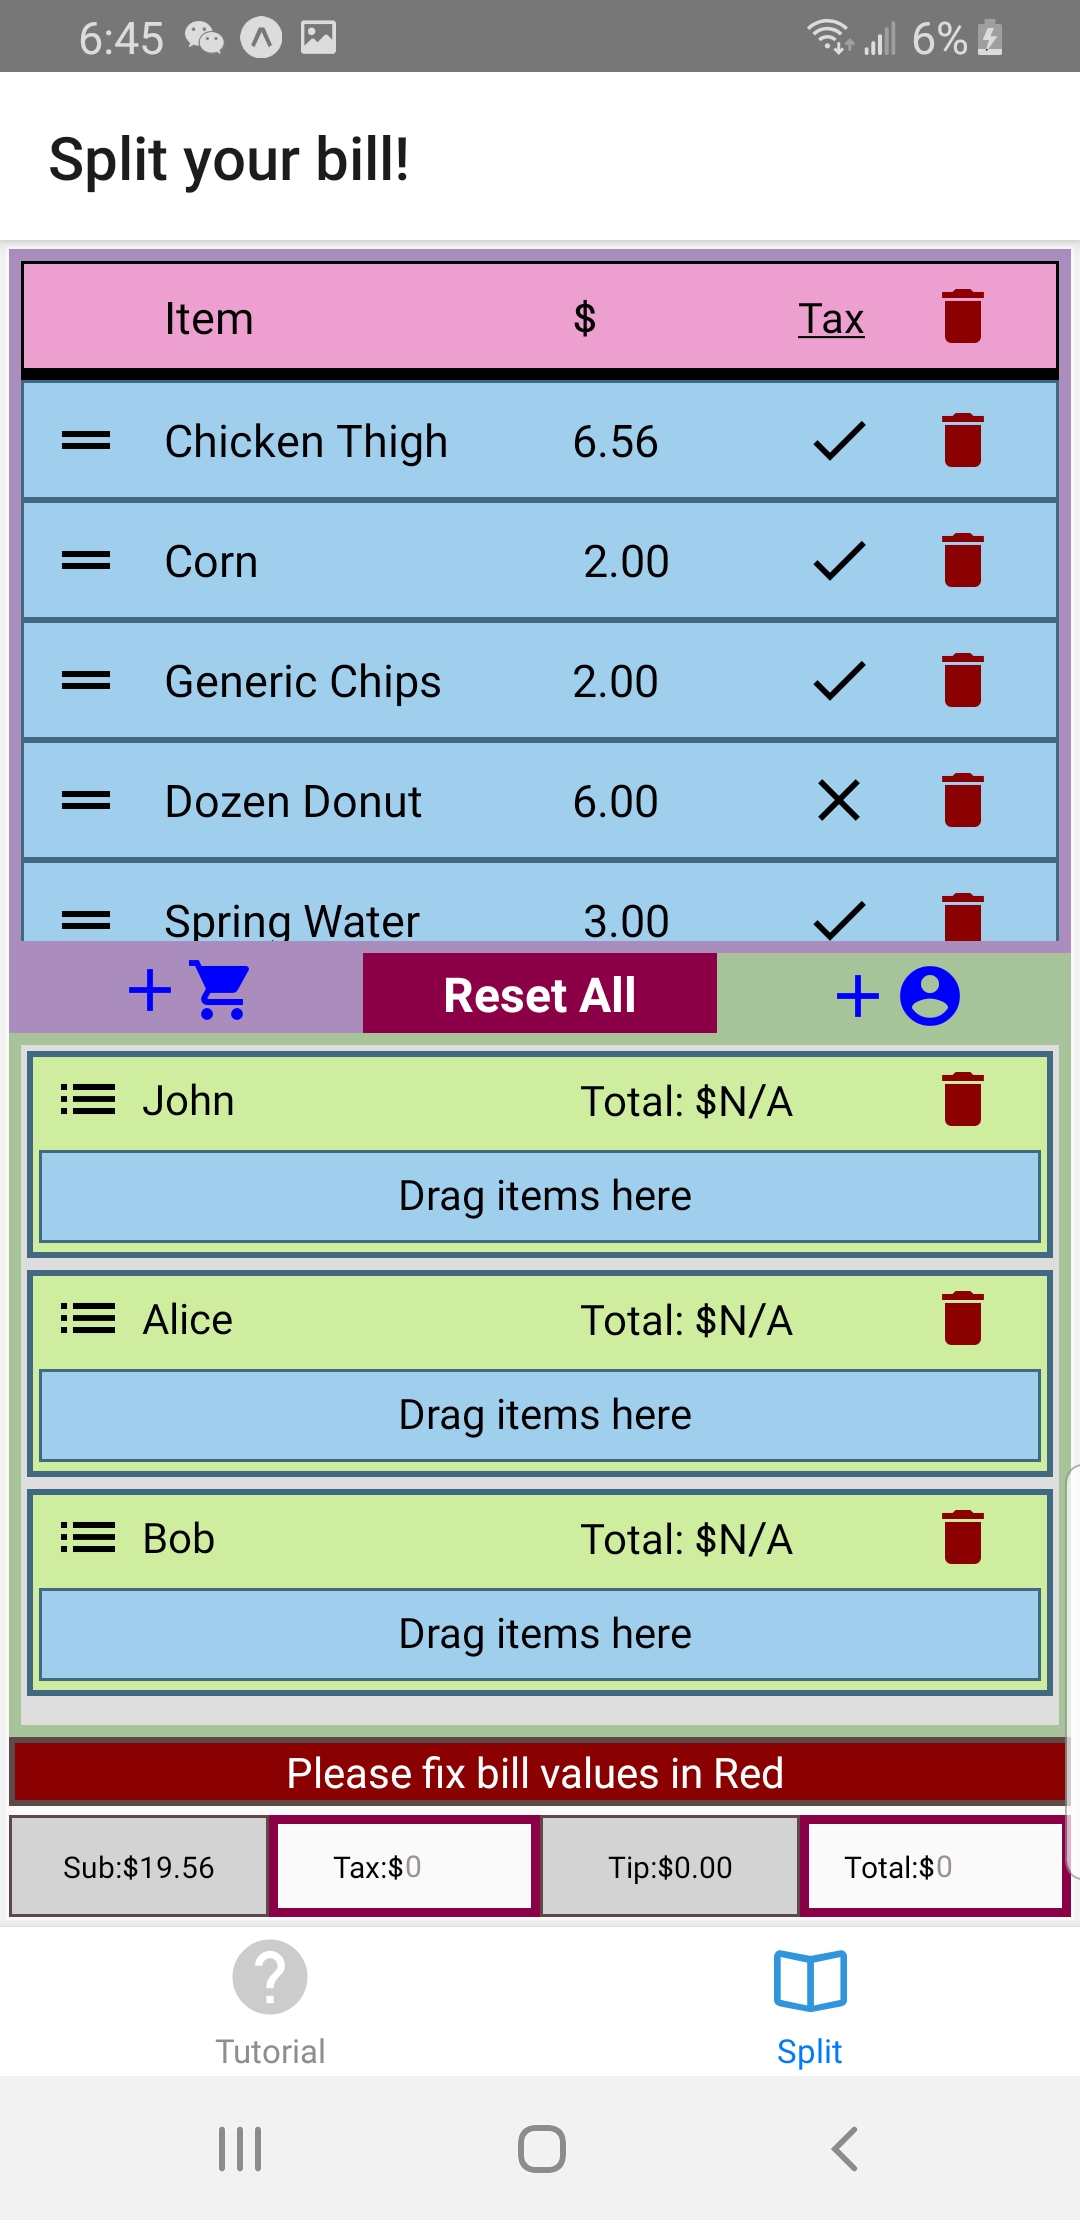 6:45 6%
Split your bill!
Item $ Tax
Chicken Thigh 6.56
Corn 2.00
Generic Chips 2.00
Dozen Donut 6.00
Spring Water 3.00
+ Reset All +
John Total: $N/A
Drag items here
Alice Total: $N/A
Drag items here
Bob Total: $N/A
Drag items here
Please fix bill values in Red
Sub:$19.56 Tax:$0 Tip:$0.00 Total:$0
Tutorial Split